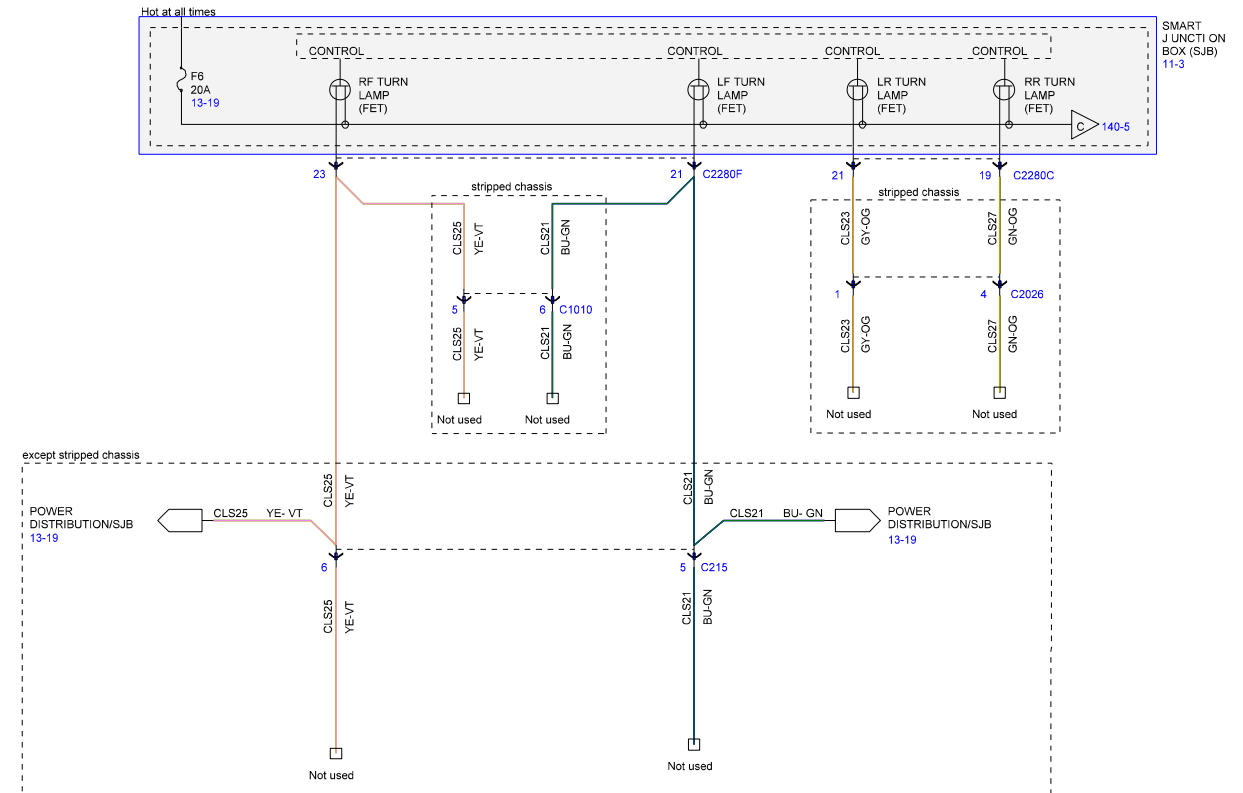 Hot at all times
SMART
J UNCTI ON
BOX (SJB)
11-3
CONTROL
CONTROL
CONTROL
CONTROL
F6
20A
13-19
RF TURN
LAMP
(FET)
LF TURN
LAMP
(FET)
LR TURN
LAMP
(FET)
RR TURN
LAMP
(FET)
C
140-5
23
21
C2280F
21
19
C2280C
stripped chassis
stripped chassis
CLS25
YE-VT
CLS21
BU-GN
CLS23
GY-OG
CLS27
GN-OG
5
6
C1010
1
4
C2026
CLS25
YE-VT
CLS21
BU-GN
CLS23
GY-OG
CLS27
GN-OG
Not used
Not used
Not used
Not used
except stripped chassis
CLS25
YE-VT
CLS21
BU-GN
POWER
DISTRIBUTION/SJB
13-19
CLS25
YE- VT
CLS21
BU- GN
POWER
DISTRIBUTION/SJB
13-19
6
5
C215
CLS25
YE-VT
CLS21
BU-GN
Not used
Not used